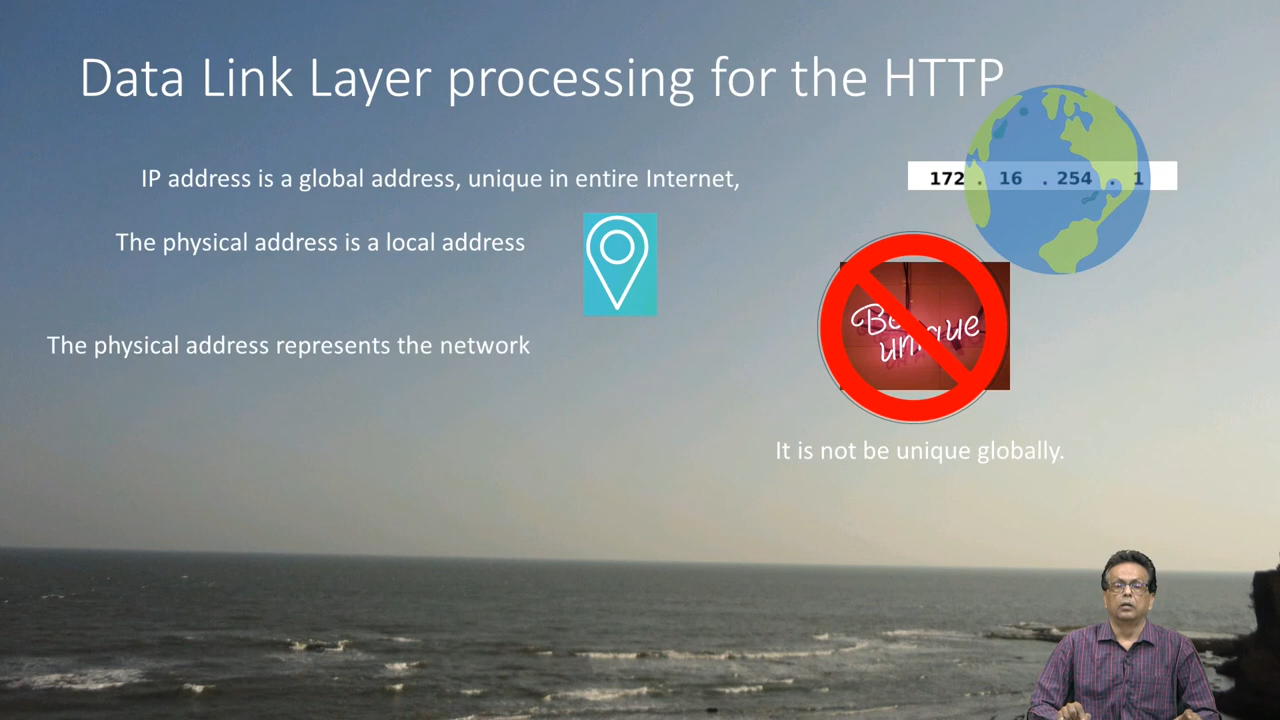 Data Link Layer processing for the HTTP
IP address is a global address, unique in entire Internet,
172 . 16 . 254 . 1
The physical address is a local address
Be unique
The physical address represents the network
It is not be unique globally.